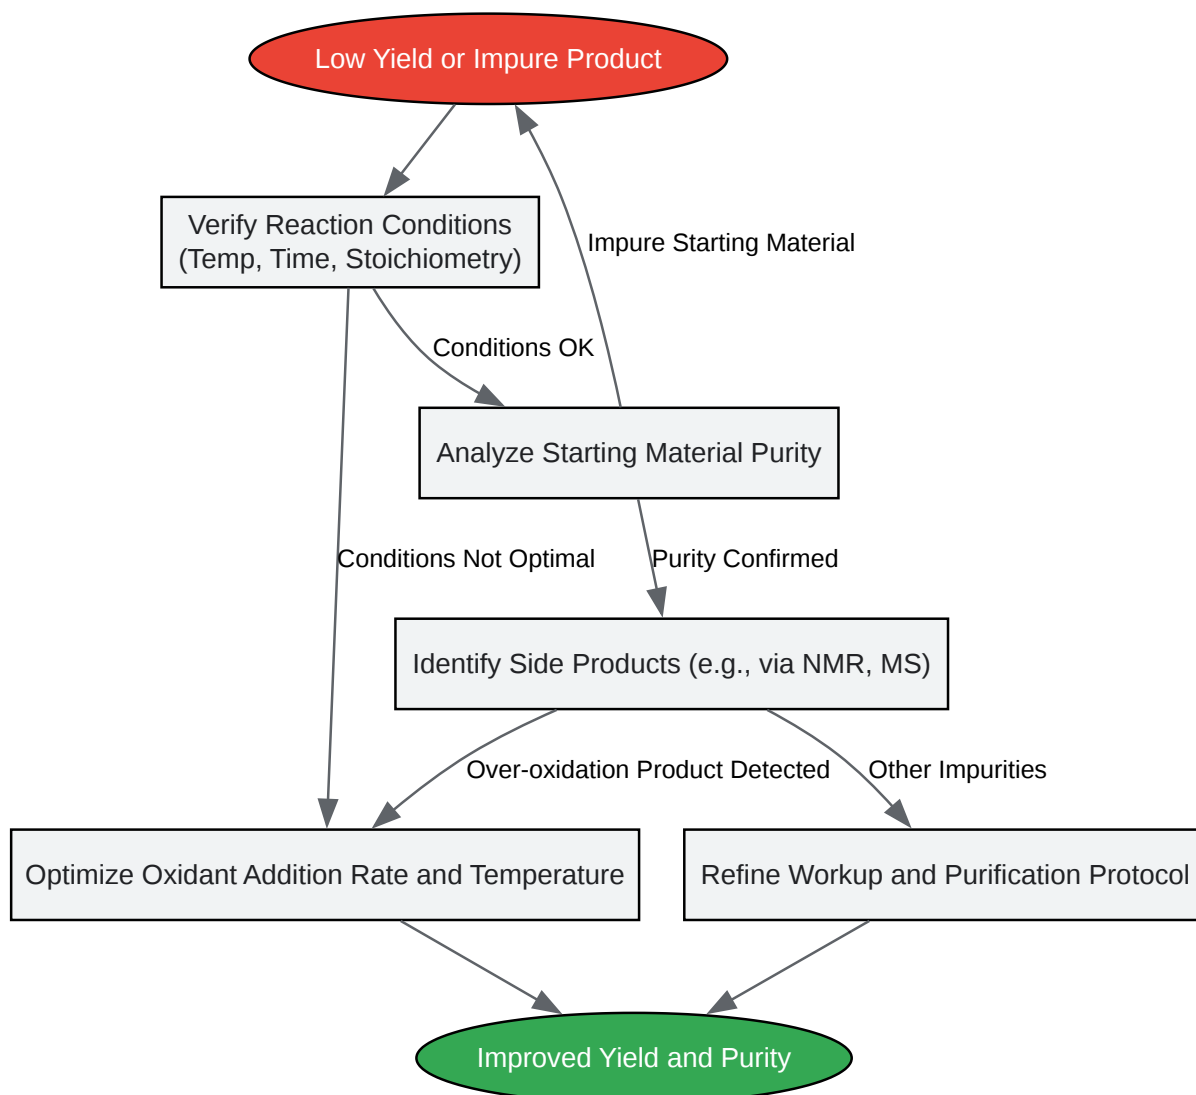 Low Yield or Impure Product
Verify Reaction Conditions
(Temp, Time, Stoichiometry)
Impure Starting Material
Conditions OK
Analyze Starting Material Purity
Conditions Not Optimal
Purity Confirmed
Identify Side Products (e.g., via NMR, MS)
Over-oxidation Product Detected
Other Impurities
Optimize Oxidant Addition Rate and Temperature
Refine Workup and Purification Protocol
Improved Yield and Purity